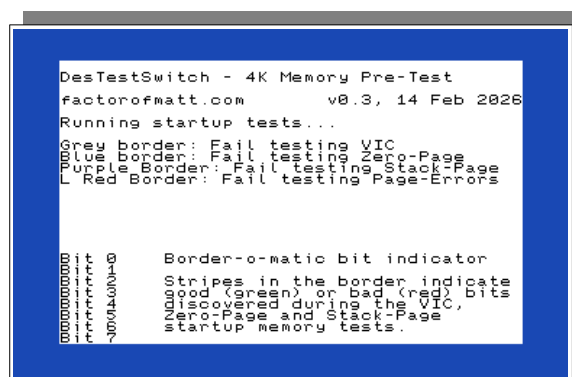 DesTestSwitch - 4K Memory Pre-Test
factorofmatt.com v0.3, 14 Feb 2026
Running startup tests...
Grey border: Fail testing VIC
Blue border: Fail testing Zero-Page
Purple Border: Fail testing Stack-Page
L Red Border: Fail testing Page-Errors
Bit 0 Border-o-matic bit indicator
Bit 1
Bit 2 Stripes in the border indicate
Bit 3 good (green) or bad (red) bits
Bit 4 discovered during the VIC,
Bit 5 Zero-Page and Stack-Page
Bit 6 startup memory tests.
Bit 7